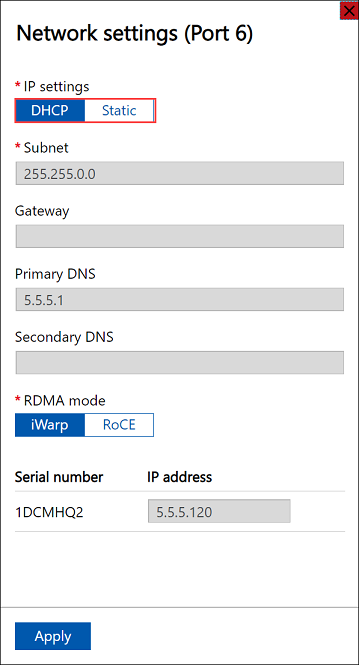 Network settings (Port 6)
* IP settings
DHCP Static
* Subnet
255.255.0.0
Gateway
Primary DNS
5.5.5.1
Secondary DNS
* RDMA mode
iWarp RoCE
Serial number IP address
1DCMHQ2 5.5.5.120
Apply